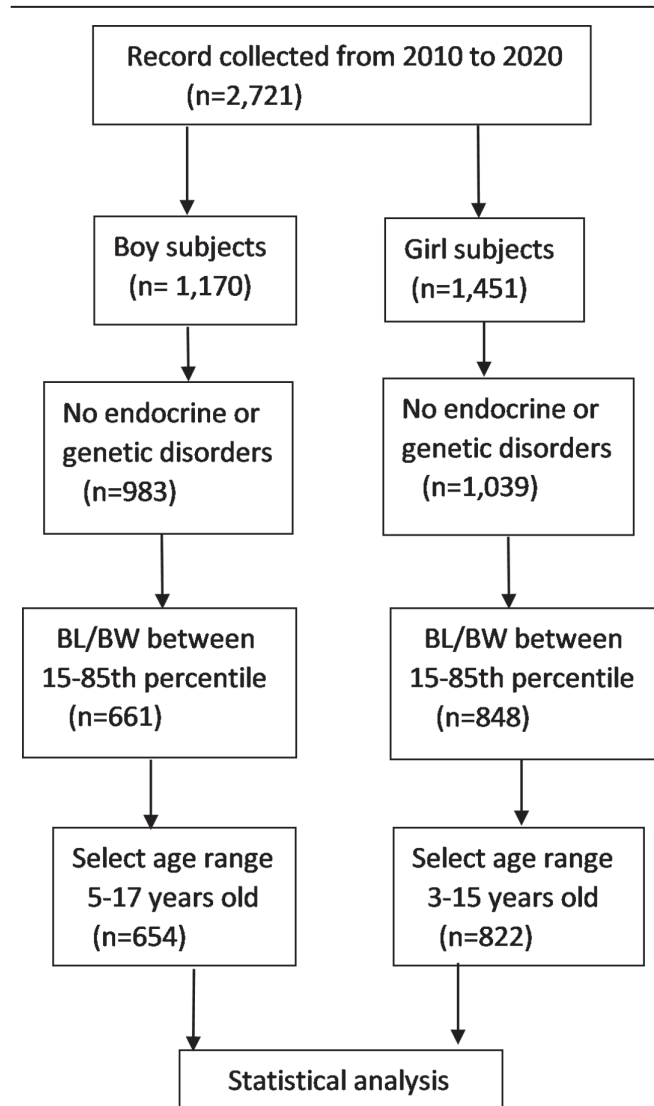 Record collected from 2010 to 2020
(n=2,721)
Boy subjects
(n= 1,170)
Girl subjects
(n=1,451)
No endocrine or
genetic disorders
(n=983)
No endocrine or
genetic disorders
(n=1,039)
BL/BW between
15-85th percentile
(n=661)
BL/BW between
15-85th percentile
(n=848)
Select age range
5-17 years old
(n=654)
Select age range
3-15 years old
(n=822)
Statistical analysis